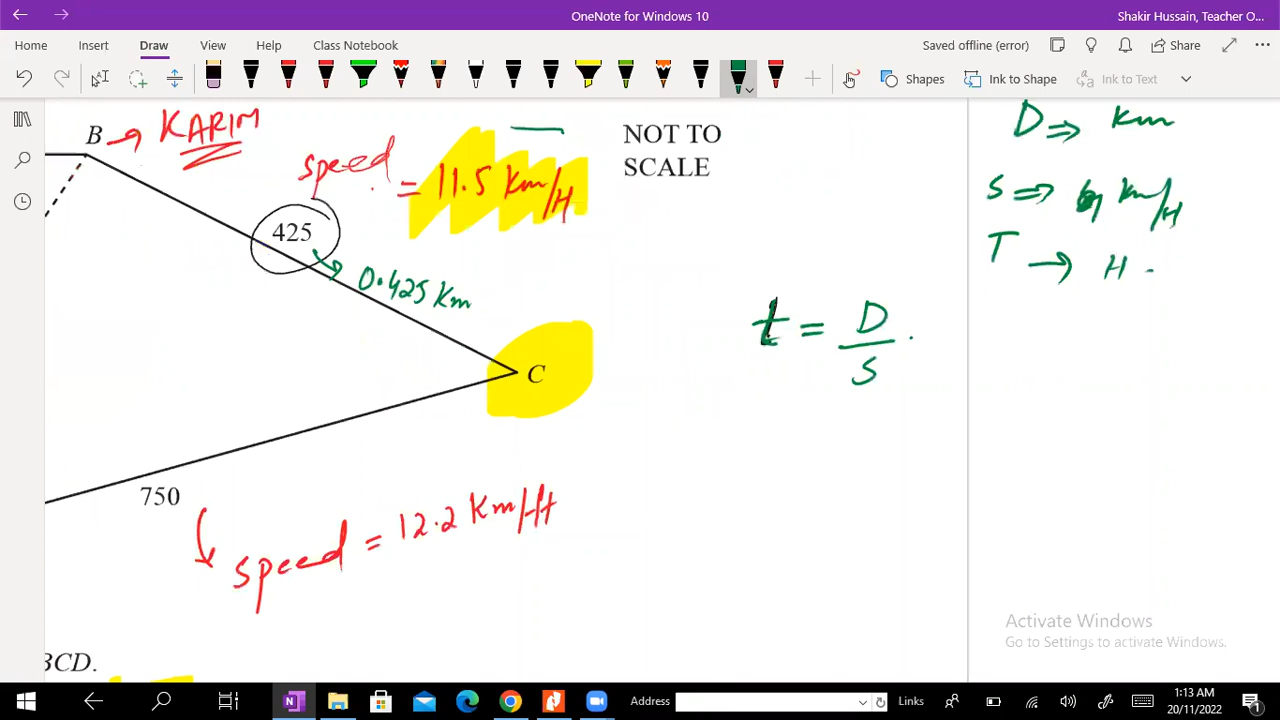 OneNote for Windows 10
Shakir Hussain, Teacher O...
Home Insert Draw View Help Class Notebook
Saved offline (error) Share
Shapes Ink to Shape Ink to Text
B → KARIM
speed = 11.5 Km/H
NOT TO
SCALE
425
0.425 Km
C
750
speed = 12.2 Km/H
BCD.
t = D/S .
D ⇒ Km
S ⇒ Km/H
T → H
Activate Windows
Go to Settings to activate Windows.
Address Links
1:13 AM
20/11/2022
1